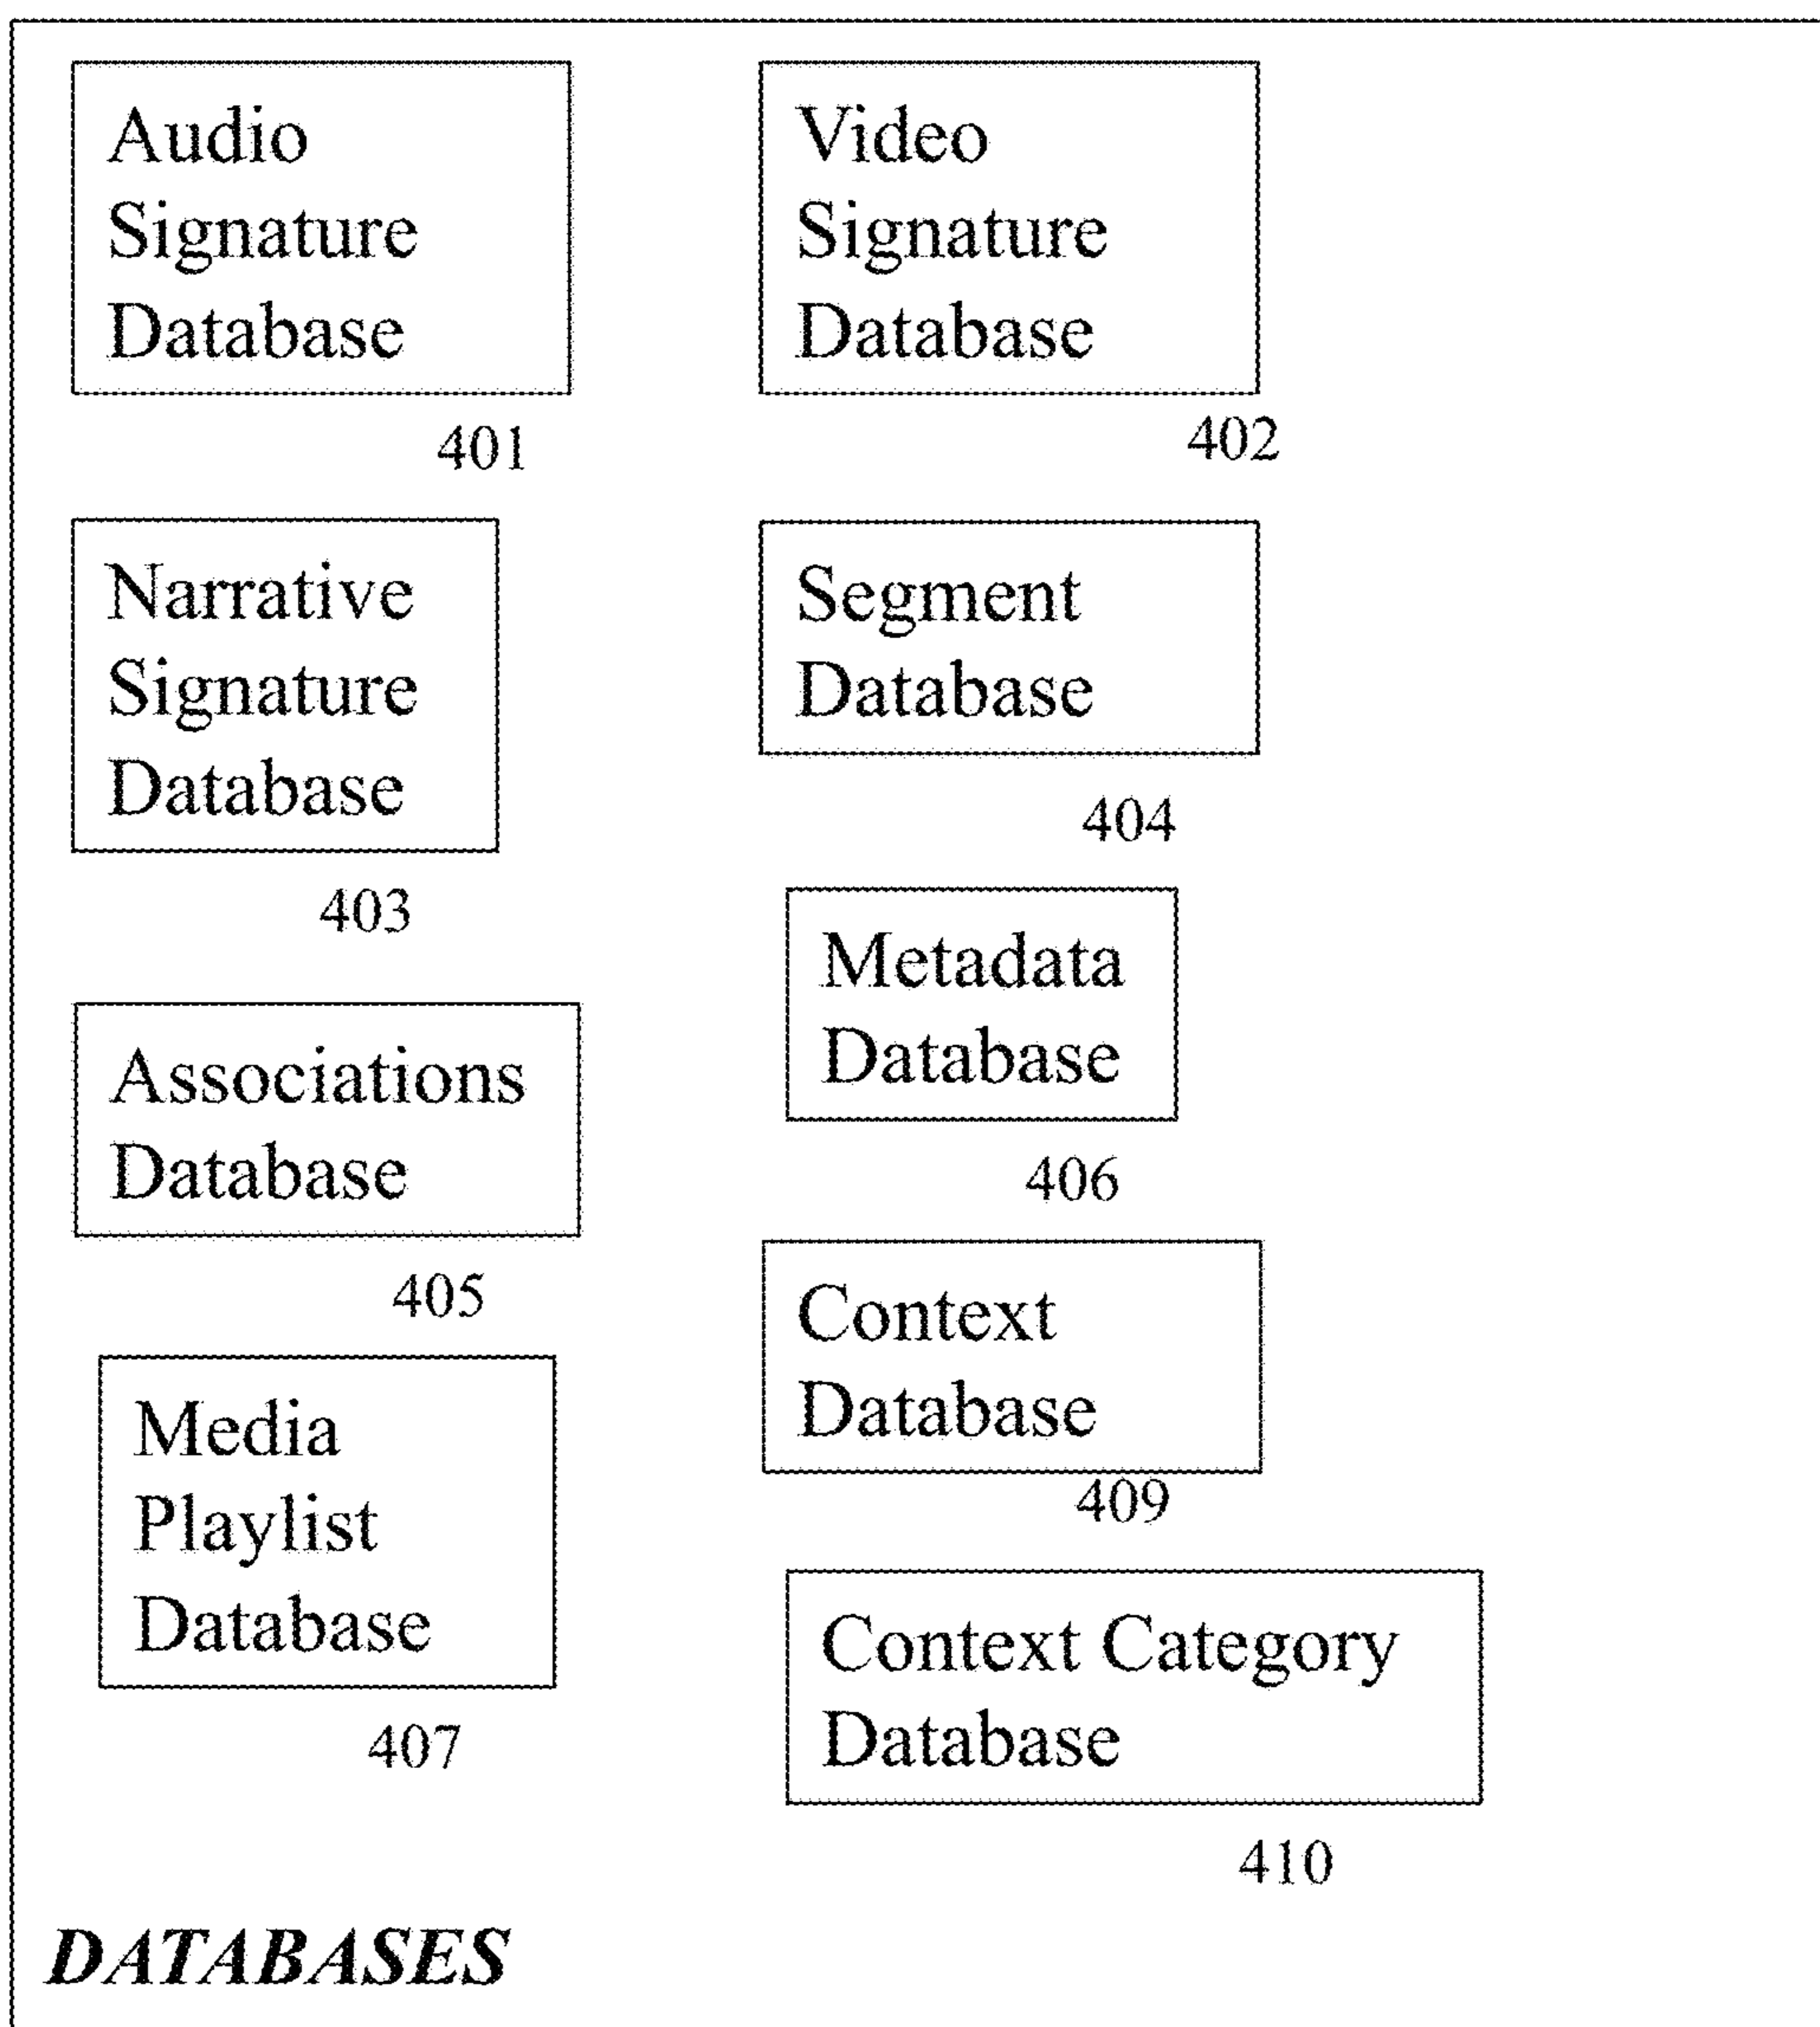 Audio
Signature
Database
401
Video
Signature
Database
402
Narrative
Signature
Database
403
Segment
Database
404
Associations
Database
405
Metadata
Database
406
Media
Playlist
Database
407
Context
Database
409
Context Category
Database
410
DATABASES